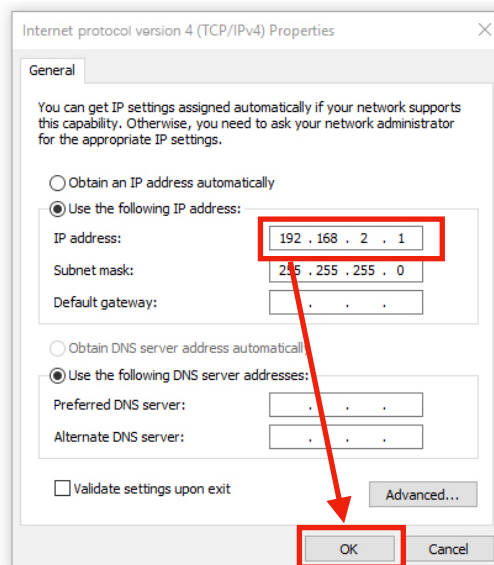 Internet protocol version 4 (TCP/IPv4) Properties
General
You can get IP settings assigned automatically if your network supports
this capability. Otherwise, you need to ask your network administrator
for the appropriate IP settings.
Obtain an IP address automatically
Use the following IP address:
IP address: 192 . 168 . 2 . 1
Subnet mask: 255 . 255 . 255 . 0
Default gateway: . . .
Obtain DNS server address automatically
Use the following DNS server addresses:
Preferred DNS server: . . .
Alternate DNS server: . . .
Validate settings upon exit
Advanced...
OK Cancel